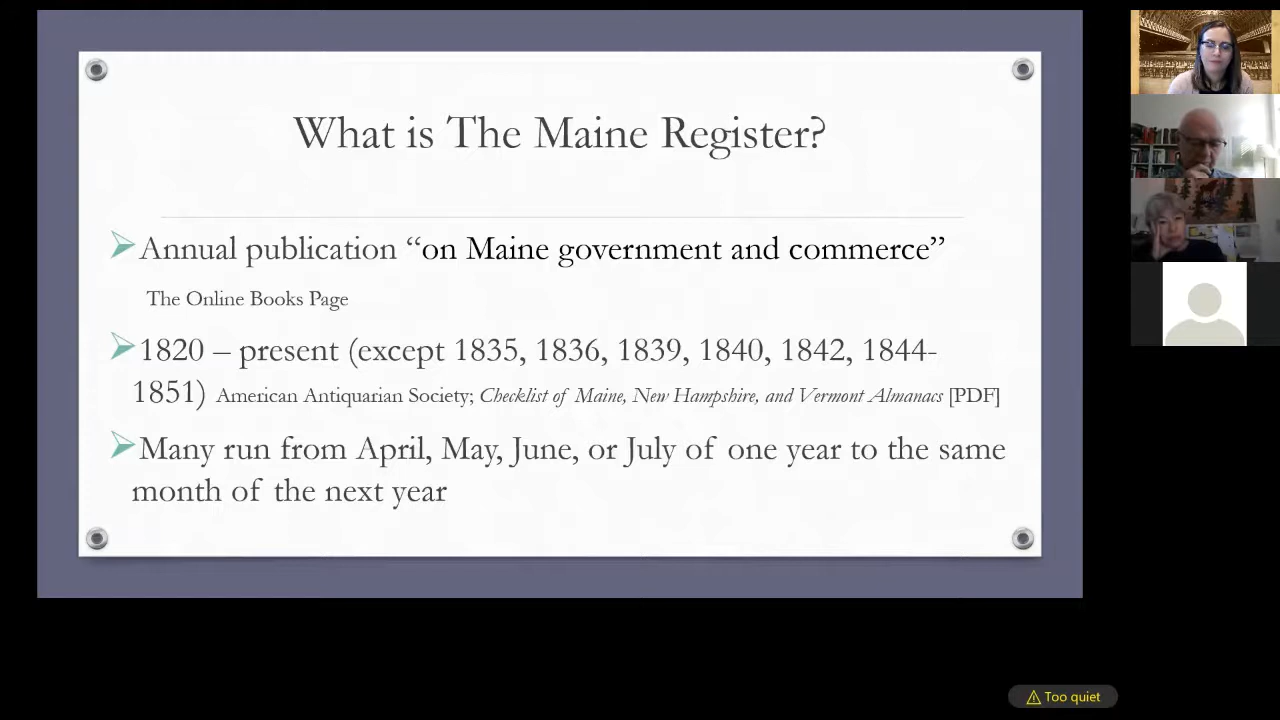 What is The Maine Register?
Annual publication “on Maine government and commerce”
The Online Books Page
1820 – present (except 1835, 1836, 1839, 1840, 1842, 1844-
1851) American Antiquarian Society; Checklist of Maine, New Hampshire, and Vermont Almanacs [PDF]
Many run from April, May, June, or July of one year to the same
month of the next year
Too quiet